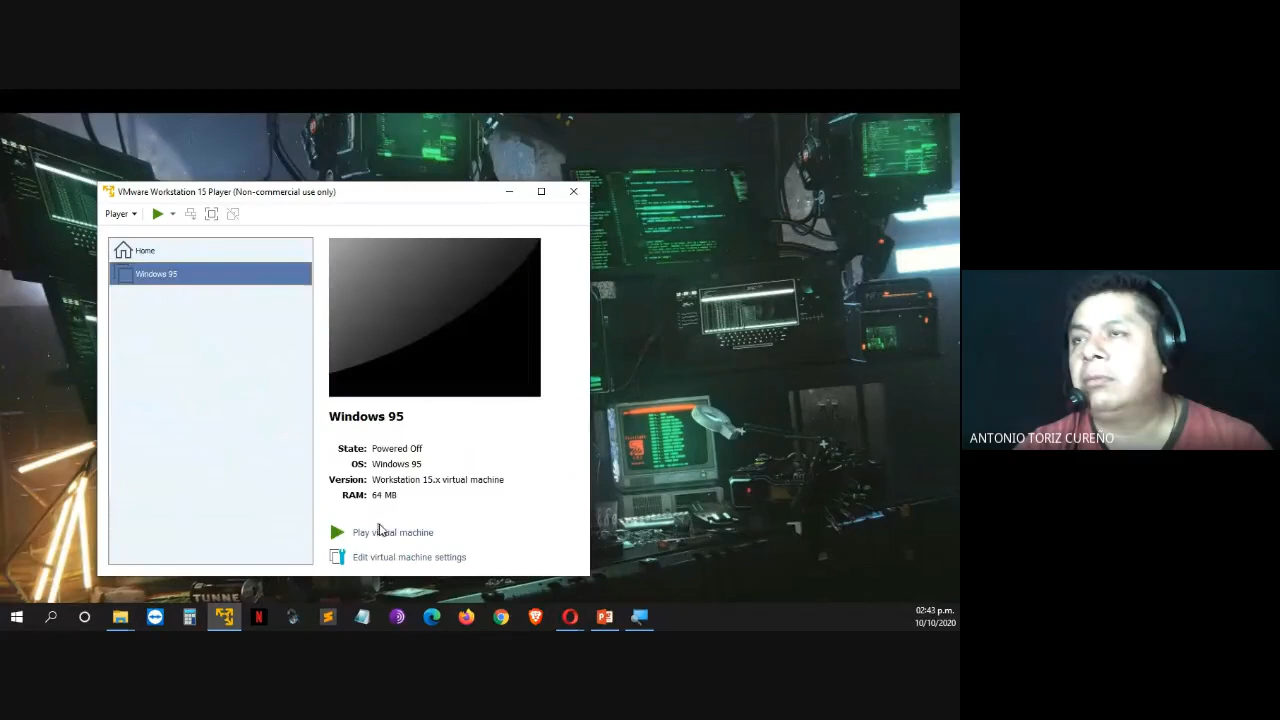 VMware Workstation 15 Player (Non-commercial use only)
Player
Home
Windows 95
Windows 95
State: Powered Off
OS: Windows 95
Version: Workstation 15.x virtual machine
RAM: 64 MB
Play virtual machine
Edit virtual machine settings
ANTONIO TORIZ CUREÑO
TUNNE
02:43 p.m.
10/10/2020